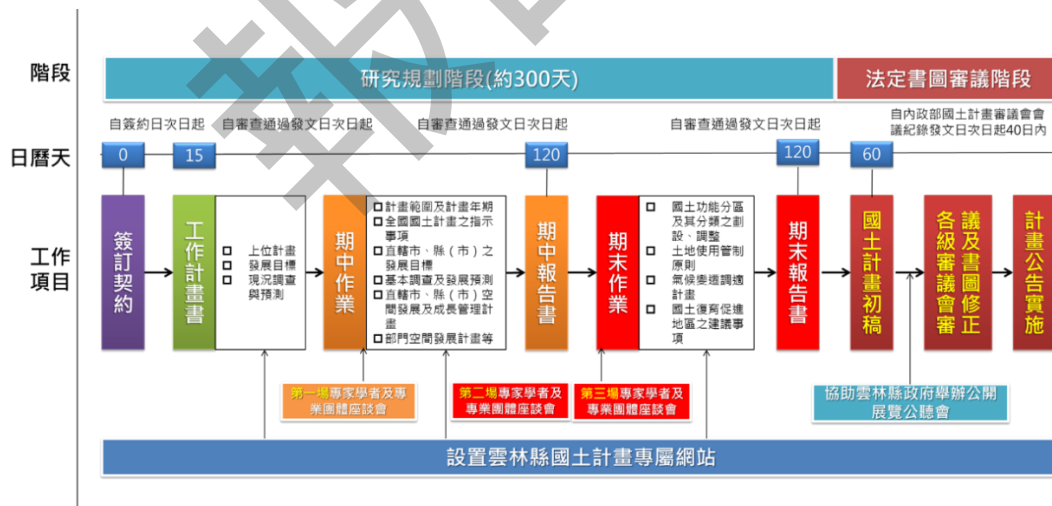 階段
研究規劃階段(約300天)
法定書圖審議階段
自簽約日次日起
自審查通過發文日次日起
自審查通過發文日次日起
自審查通過發文日次日起
自內政部國土計畫審議會會
議紀錄發文日次日起40日內
日曆天
0
15
120
120
60
工作
項目
簽訂契約
工作計畫書
上位計畫
發展目標
現況調查
與預測
期中作業
計畫範圍及計畫年期
全國國土計畫之指示
事項
直轄市、縣（市）之
發展目標
基本調查及發展預測
直轄市、縣（市）空
間發展及成長管理計
畫
部門空間發展計畫等
期中報告書
期末作業
國土功能分區
及其分類之劃
設、調整
土地使用管制
原則
氣候變遷調適
計畫
國土復育促進
地區之建議事
項
期末報告書
國土計畫初稿
各級審議會審
議及書圖修正
計畫公告實施
第一場專家學者及專
業團體座談會
第二場專家學者及
專業團體座談會
第三場專家學者及
專業團體座談會
協助雲林縣政府舉辦公開
展覽公聽會
設置雲林縣國土計畫專屬網站